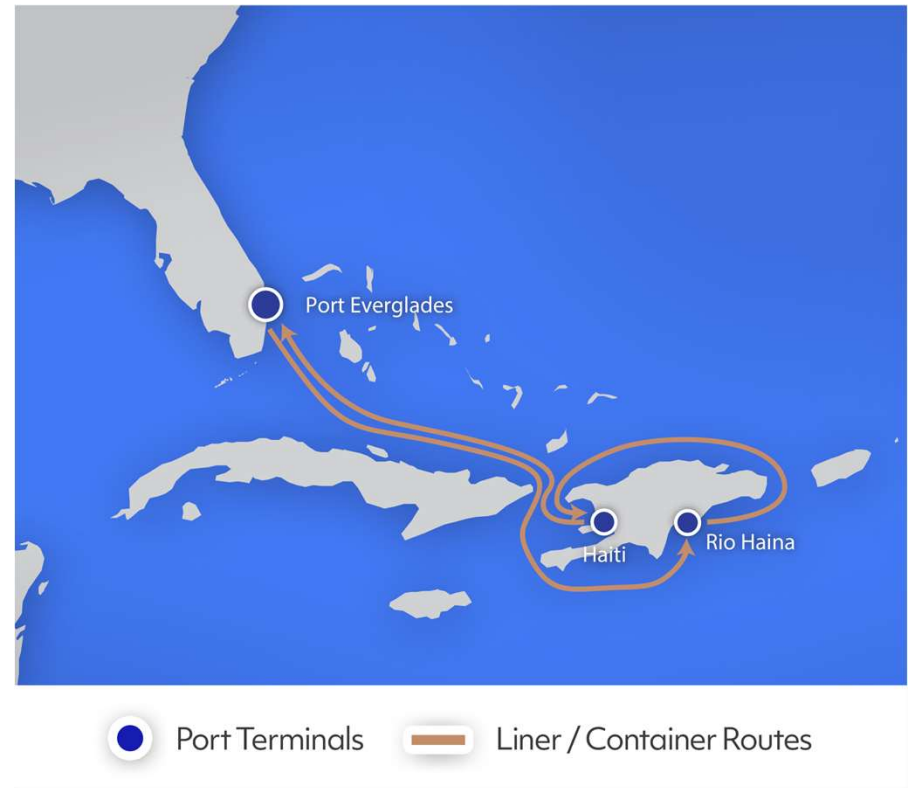 Port Everglades
Haiti
Rio Haina
Port Terminals
Liner / Container Routes